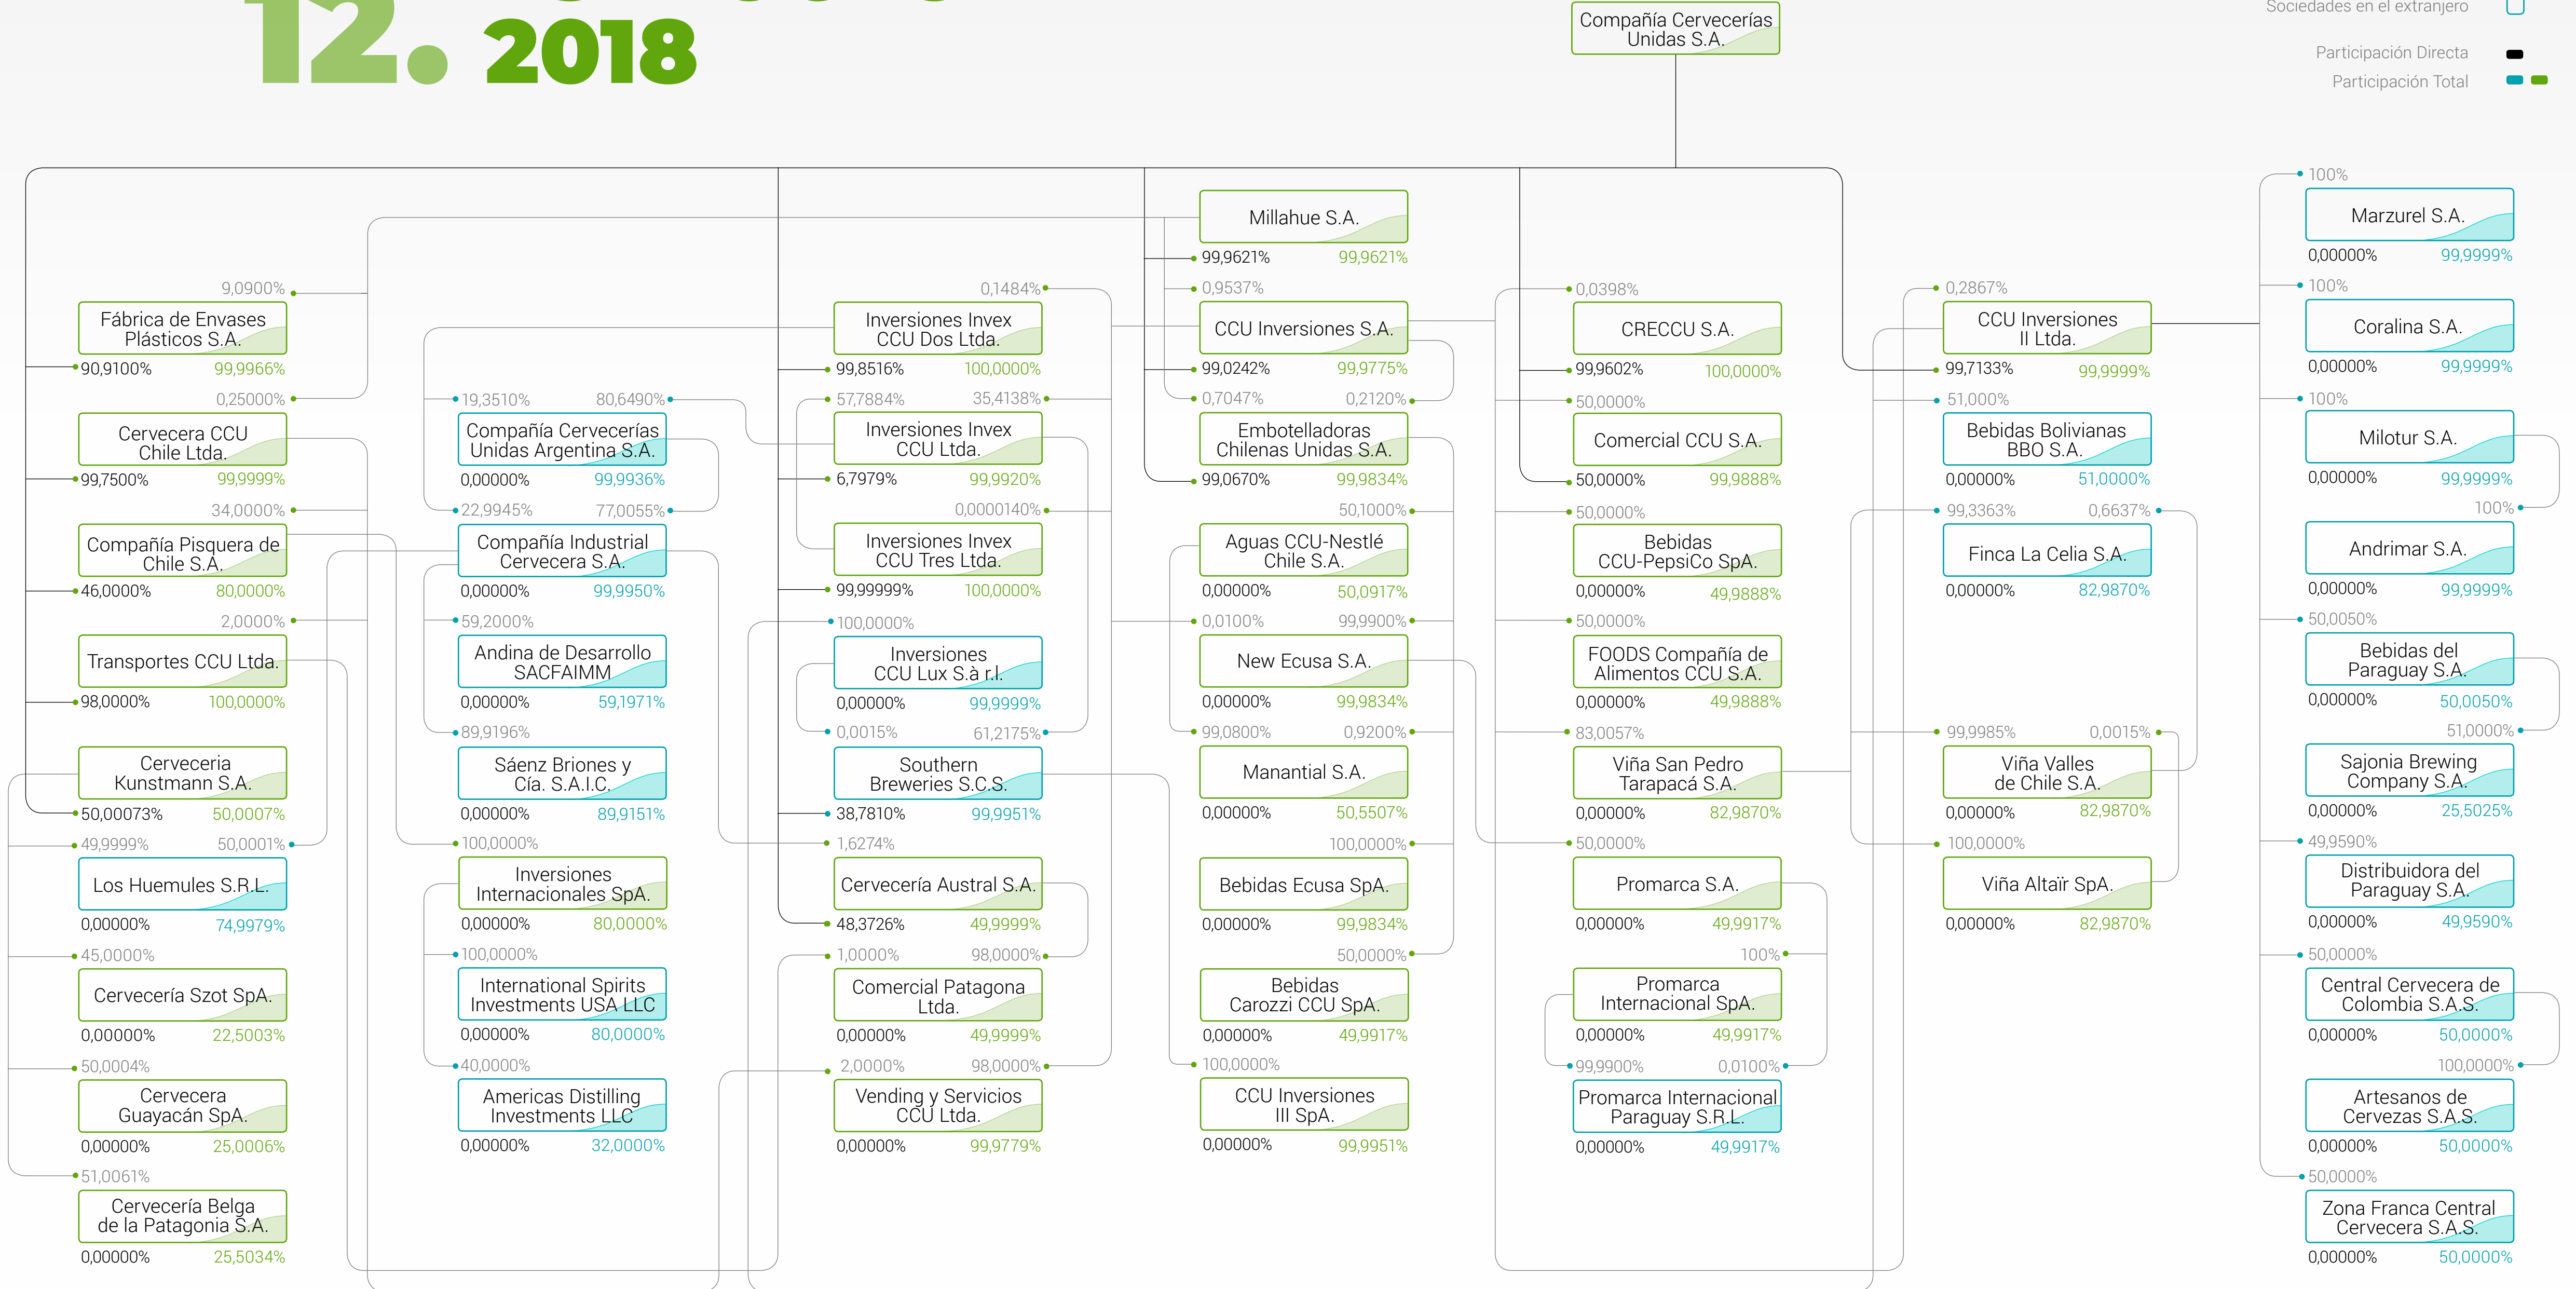 12.
2018
Compañía Cervecerías
Unidas S.A.
Sociedades en el extranjero
Participación Directa
Participación Total
9,0900%
Fábrica de Envases
Plásticos S.A.
90,9100% 99,9966%
0,25000%
Cervecera CCU
Chile Ltda.
99,7500% 99,9999%
34,0000%
Compañía Pisquera de
Chile S.A.
46,0000% 80,0000%
2,0000%
Transportes CCU Ltda.
98,0000% 100,0000%
Cerveceria
Kunstmann S.A.
50,00073% 50,0007%
49,9999% 50,0001%
Los Huemules S.R.L.
0,00000% 74,9979%
45,0000%
Cervecería Szot SpA.
0,00000% 22,5003%
50,0004%
Cervecera
Guayacán SpA.
0,00000% 25,0006%
51,0061%
Cervecería Belga
de la Patagonia S.A.
0,00000% 25,5034%
19,3510% 80,6490%
Compañía Cervecerías
Unidas Argentina S.A.
0,00000% 99,9936%
22,9945% 77,0055%
Compañía Industrial
Cervecera S.A.
0,00000% 99,9950%
59,2000%
Andina de Desarrollo
SACFAIMM
0,00000% 59,1971%
89,9196%
Sáenz Briones y
Cía. S.A.I.C.
0,00000% 89,9151%
100,0000%
Inversiones
Internacionales SpA.
0,00000% 80,0000%
100,0000%
International Spirits
Investments USA LLC
0,00000% 80,0000%
40,0000%
Americas Distilling
Investments LLC
0,00000% 32,0000%
0,1484%
Inversiones Invex
CCU Dos Ltda.
99,8516% 100,0000%
57,7884% 35,4138%
Inversiones Invex
CCU Ltda.
6,7979% 99,9920%
0,0000140%
Inversiones Invex
CCU Tres Ltda.
99,99999% 100,0000%
100,0000%
Inversiones
CCU Lux S.à r.l.
0,00000% 99,9999%
0,0015% 61,2175%
Southern
Breweries S.C.S.
38,7810% 99,9951%
1,6274%
Cervecería Austral S.A.
48,3726% 49,9999%
1,0000% 98,0000%
Comercial Patagona
Ltda.
0,00000% 49,9999%
2,0000% 98,0000%
Vending y Servicios
CCU Ltda.
0,00000% 99,9779%
Millahue S.A.
99,9621% 99,9621%
0,9537%
CCU Inversiones S.A.
99,0242% 99,9775%
0,7047% 0,2120%
Embotelladoras
Chilenas Unidas S.A.
99,0670% 99,9834%
50,1000%
Aguas CCU-Nestlé
Chile S.A.
0,00000% 50,0917%
0,0100% 99,9900%
New Ecusa S.A.
0,00000% 99,9834%
99,0800% 0,9200%
Manantial S.A.
0,00000% 50,5507%
100,0000%
Bebidas Ecusa SpA.
0,00000% 99,9834%
50,0000%
Bebidas
Carozzi CCU SpA.
0,00000% 49,9917%
100,0000%
CCU Inversiones
III SpA.
0,00000% 99,9951%
0,0398%
CRECCU S.A.
99,9602% 100,0000%
50,0000%
Comercial CCU S.A.
50,0000% 99,9888%
50,0000%
Bebidas
CCU-PepsiCo SpA.
0,00000% 49,9888%
50,0000%
FOODS Compañía de
Alimentos CCU S.A.
0,00000% 49,9888%
83,0057%
Viña San Pedro
Tarapacá S.A.
0,00000% 82,9870%
50,0000%
Promarca S.A.
0,00000% 49,9917%
100%
Promarca
Internacional SpA.
0,00000% 49,9917%
99,9900% 0,0100%
Promarca Internacional
Paraguay S.R.L.
0,00000% 49,9917%
0,2867%
CCU Inversiones
II Ltda.
99,7133% 99,9999%
51,000%
Bebidas Bolivianas
BBO S.A.
0,00000% 51,0000%
99,3363% 0,6637%
Finca La Celia S.A.
0,00000% 82,9870%
99,9985% 0,0015%
Viña Valles
de Chile S.A.
0,00000% 82,9870%
100,0000%
Viña Altaïr SpA.
0,00000% 82,9870%
100%
Marzurel S.A.
0,00000% 99,9999%
100%
Coralina S.A.
0,00000% 99,9999%
100%
Milotur S.A.
0,00000% 99,9999%
100%
Andrimar S.A.
0,00000% 99,9999%
50,0050%
Bebidas del
Paraguay S.A.
0,00000% 50,0050%
51,0000%
Sajonia Brewing
Company S.A.
0,00000% 25,5025%
49,9590%
Distribuidora del
Paraguay S.A.
0,00000% 49,9590%
50,0000%
Central Cervecera de
Colombia S.A.S.
0,00000% 50,0000%
100,0000%
Artesanos de
Cervezas S.A.S.
0,00000% 50,0000%
50,0000%
Zona Franca Central
Cervecera S.A.S.
0,00000% 50,0000%